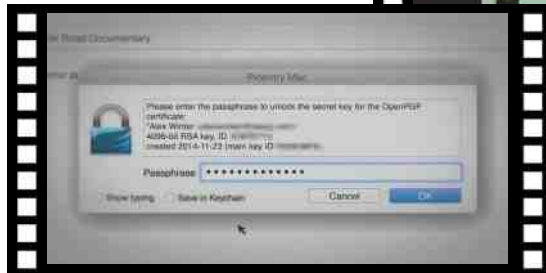 Road Documentary
Pinentry Mac
Please enter the passphrase to unlock the secret key for the OpenPGP
certificate:
"Alex Winter
4096-bit RSA key, ID
created 2014-11-23 (main key ID
Passphrase
Show typing
Save in Keychain
Cancel
OK